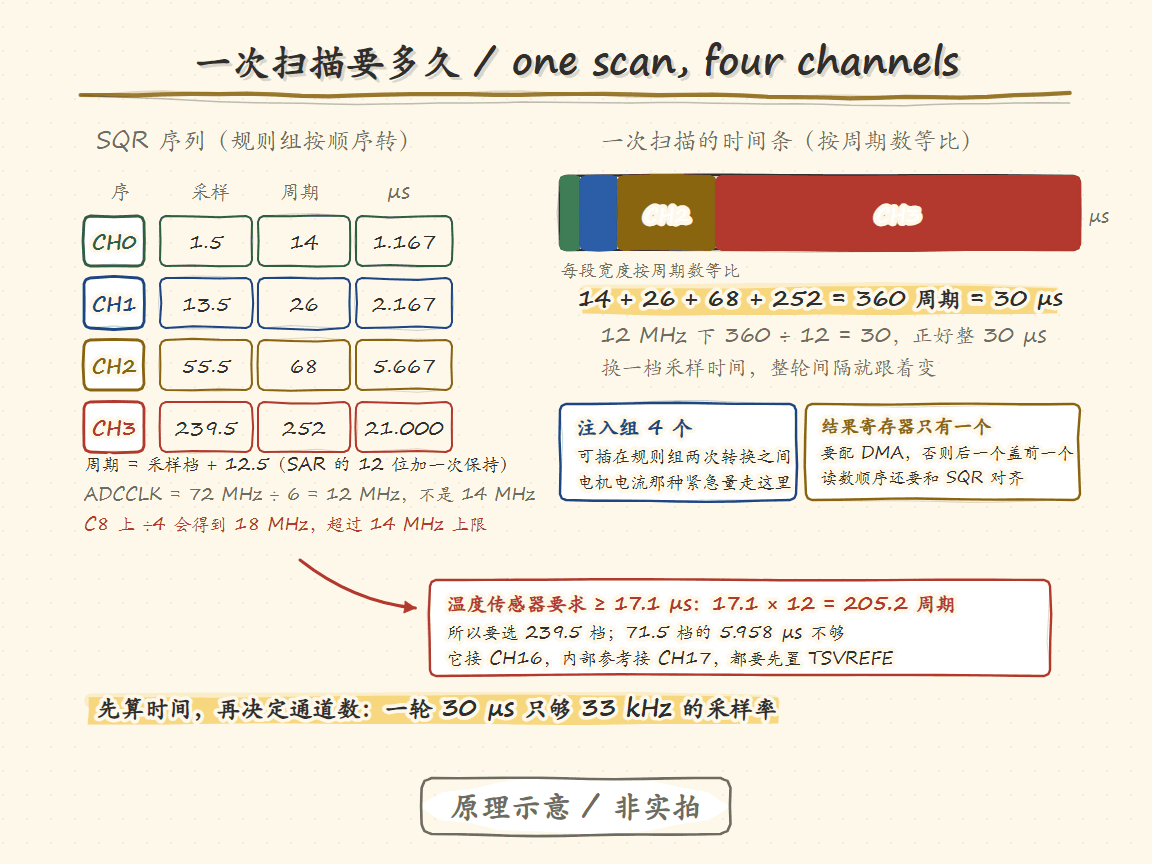 一次扫描要多久 / one scan, four channels
SQR 序列（规则组按顺序转）
序 采样 周期 μs
CH0 1.5 14 1.167
CH1 13.5 26 2.167
CH2 55.5 68 5.667
CH3 239.5 252 21.000
周期 = 采样档 + 12.5（SAR 的 12 位加一次保持）
ADCCLK = 72 MHz ÷ 6 = 12 MHz，不是 14 MHz
C8 上 ÷4 会得到 18 MHz，超过 14 MHz 上限
一次扫描的时间条（按周期数等比）
CH2 CH3 μs
每段宽度按周期数等比
14 + 26 + 68 + 252 = 360 周期 = 30 μs
12 MHz 下 360 ÷ 12 = 30，正好整 30 μs
换一档采样时间，整轮间隔就跟着变
注入组 4 个
可插在规则组两次转换之间
电机电流那种紧急量走这里
结果寄存器只有一个
要配 DMA，否则后一个盖前一个
读数顺序还要和 SQR 对齐
温度传感器要求 ≥ 17.1 μs：17.1 × 12 = 205.2 周期
所以要选 239.5 档；71.5 档的 5.958 μs 不够
它接 CH16，内部参考接 CH17，都要先置 TSVREFE
先算时间，再决定通道数：一轮 30 μs 只够 33 kHz 的采样率
原理示意 / 非实拍